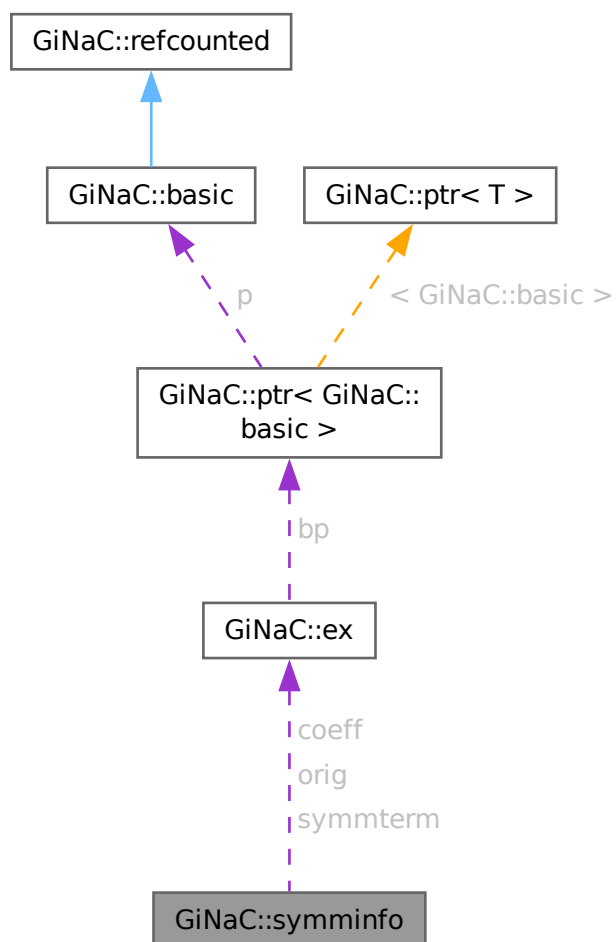 GiNaC::refcounted
GiNaC::basic
GiNaC::ptr< T >
p
< GiNaC::basic >
GiNaC::ptr< GiNaC::
basic >
bp
GiNaC::ex
coeff
orig
symmterm
GiNaC::symminfo